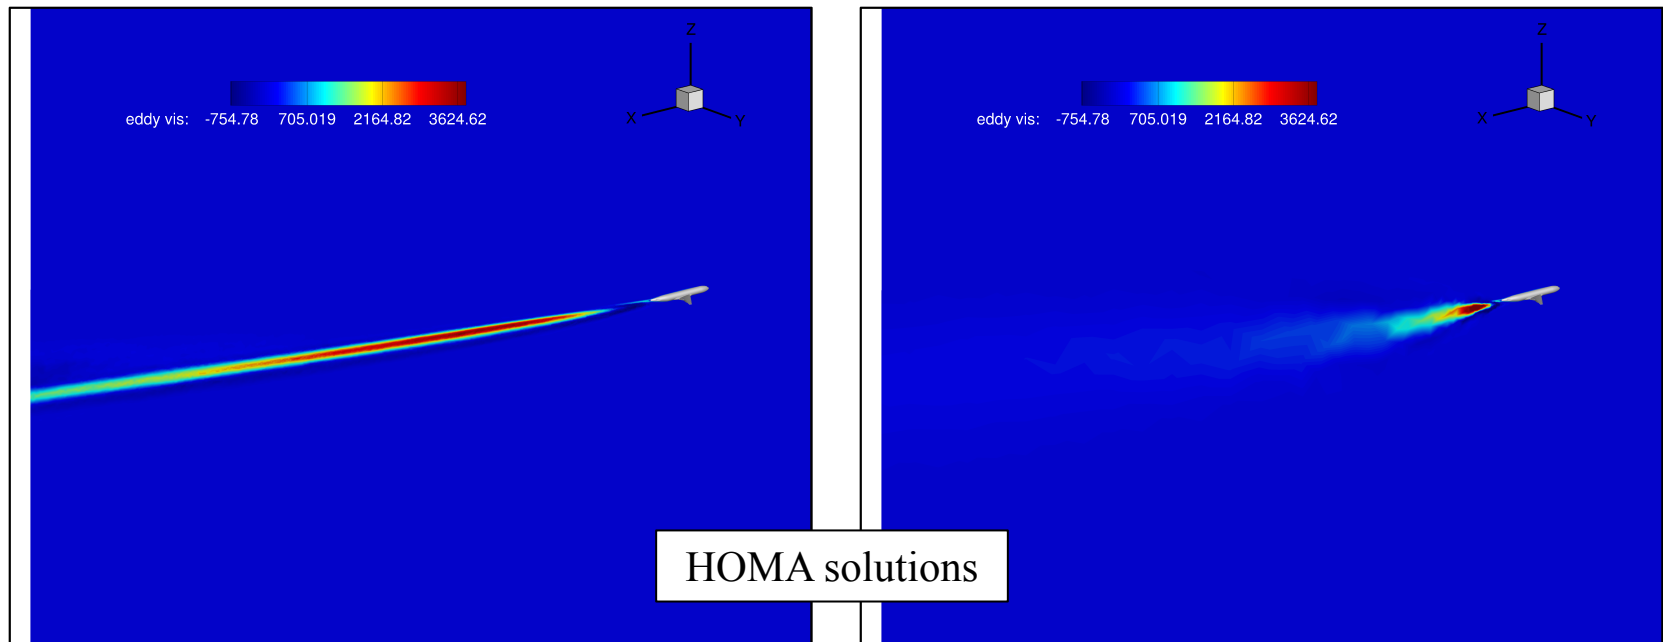 Z
X
Y
eddy vis: -754.78 705.019 2164.82 3624.62
Z
X
Y
eddy vis: -754.78 705.019 2164.82 3624.62
HOMA solutions